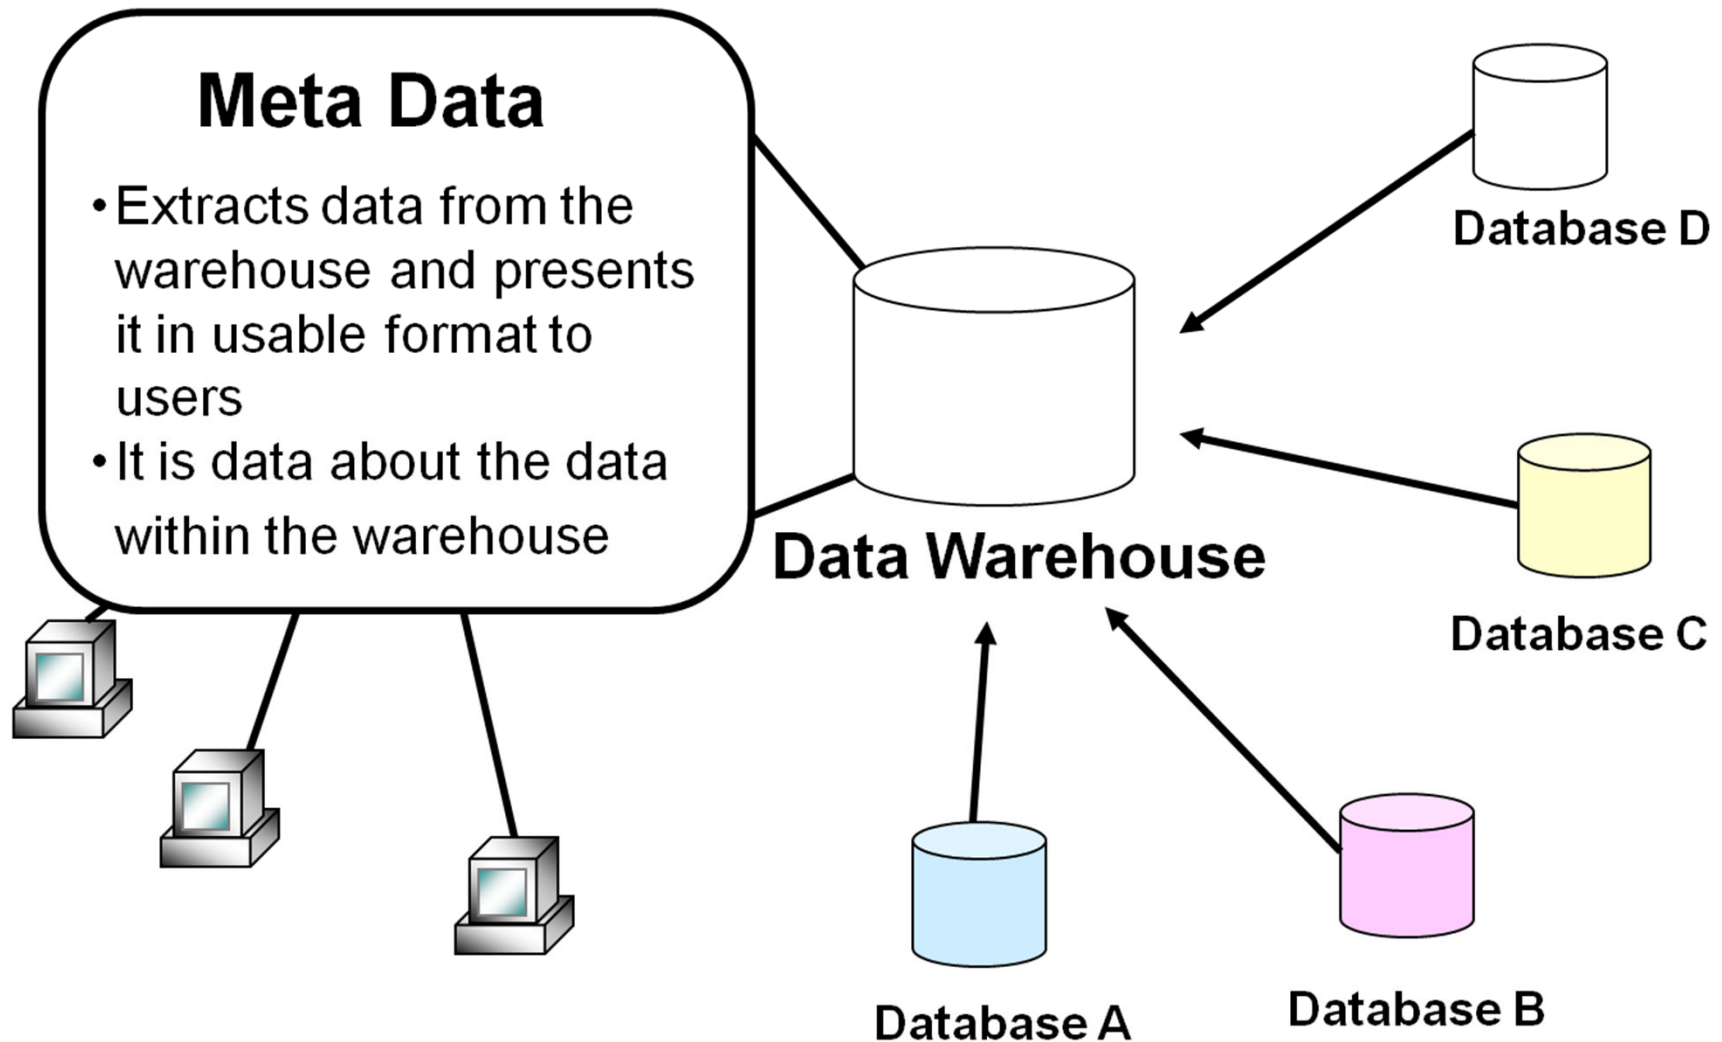 Meta Data
• Extracts data from the
warehouse and presents
it in usable format to
users
• It is data about the data
within the warehouse
Database D
Data Warehouse
Database C
Database A
Database B